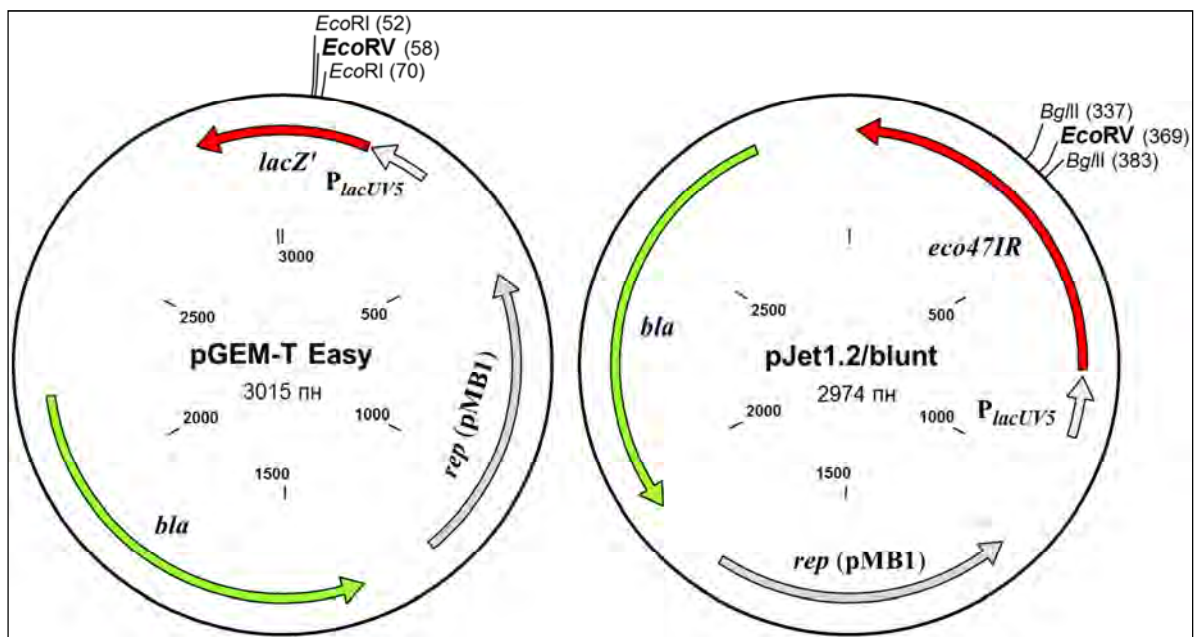 EcoRI (52)
EcoRV (58)
EcoRI (70)
lacZ'
PlacUV5
3000
500
1000
1500
2000
2500
pGEM-T Easy
3015 пн
rep (pMB1)
bla
BglII (337)
EcoRV (369)
BglII (383)
eco47IR
PlacUV5
500
1000
1500
2000
2500
pJet1.2/blunt
2974 пн
bla
rep (pMB1)